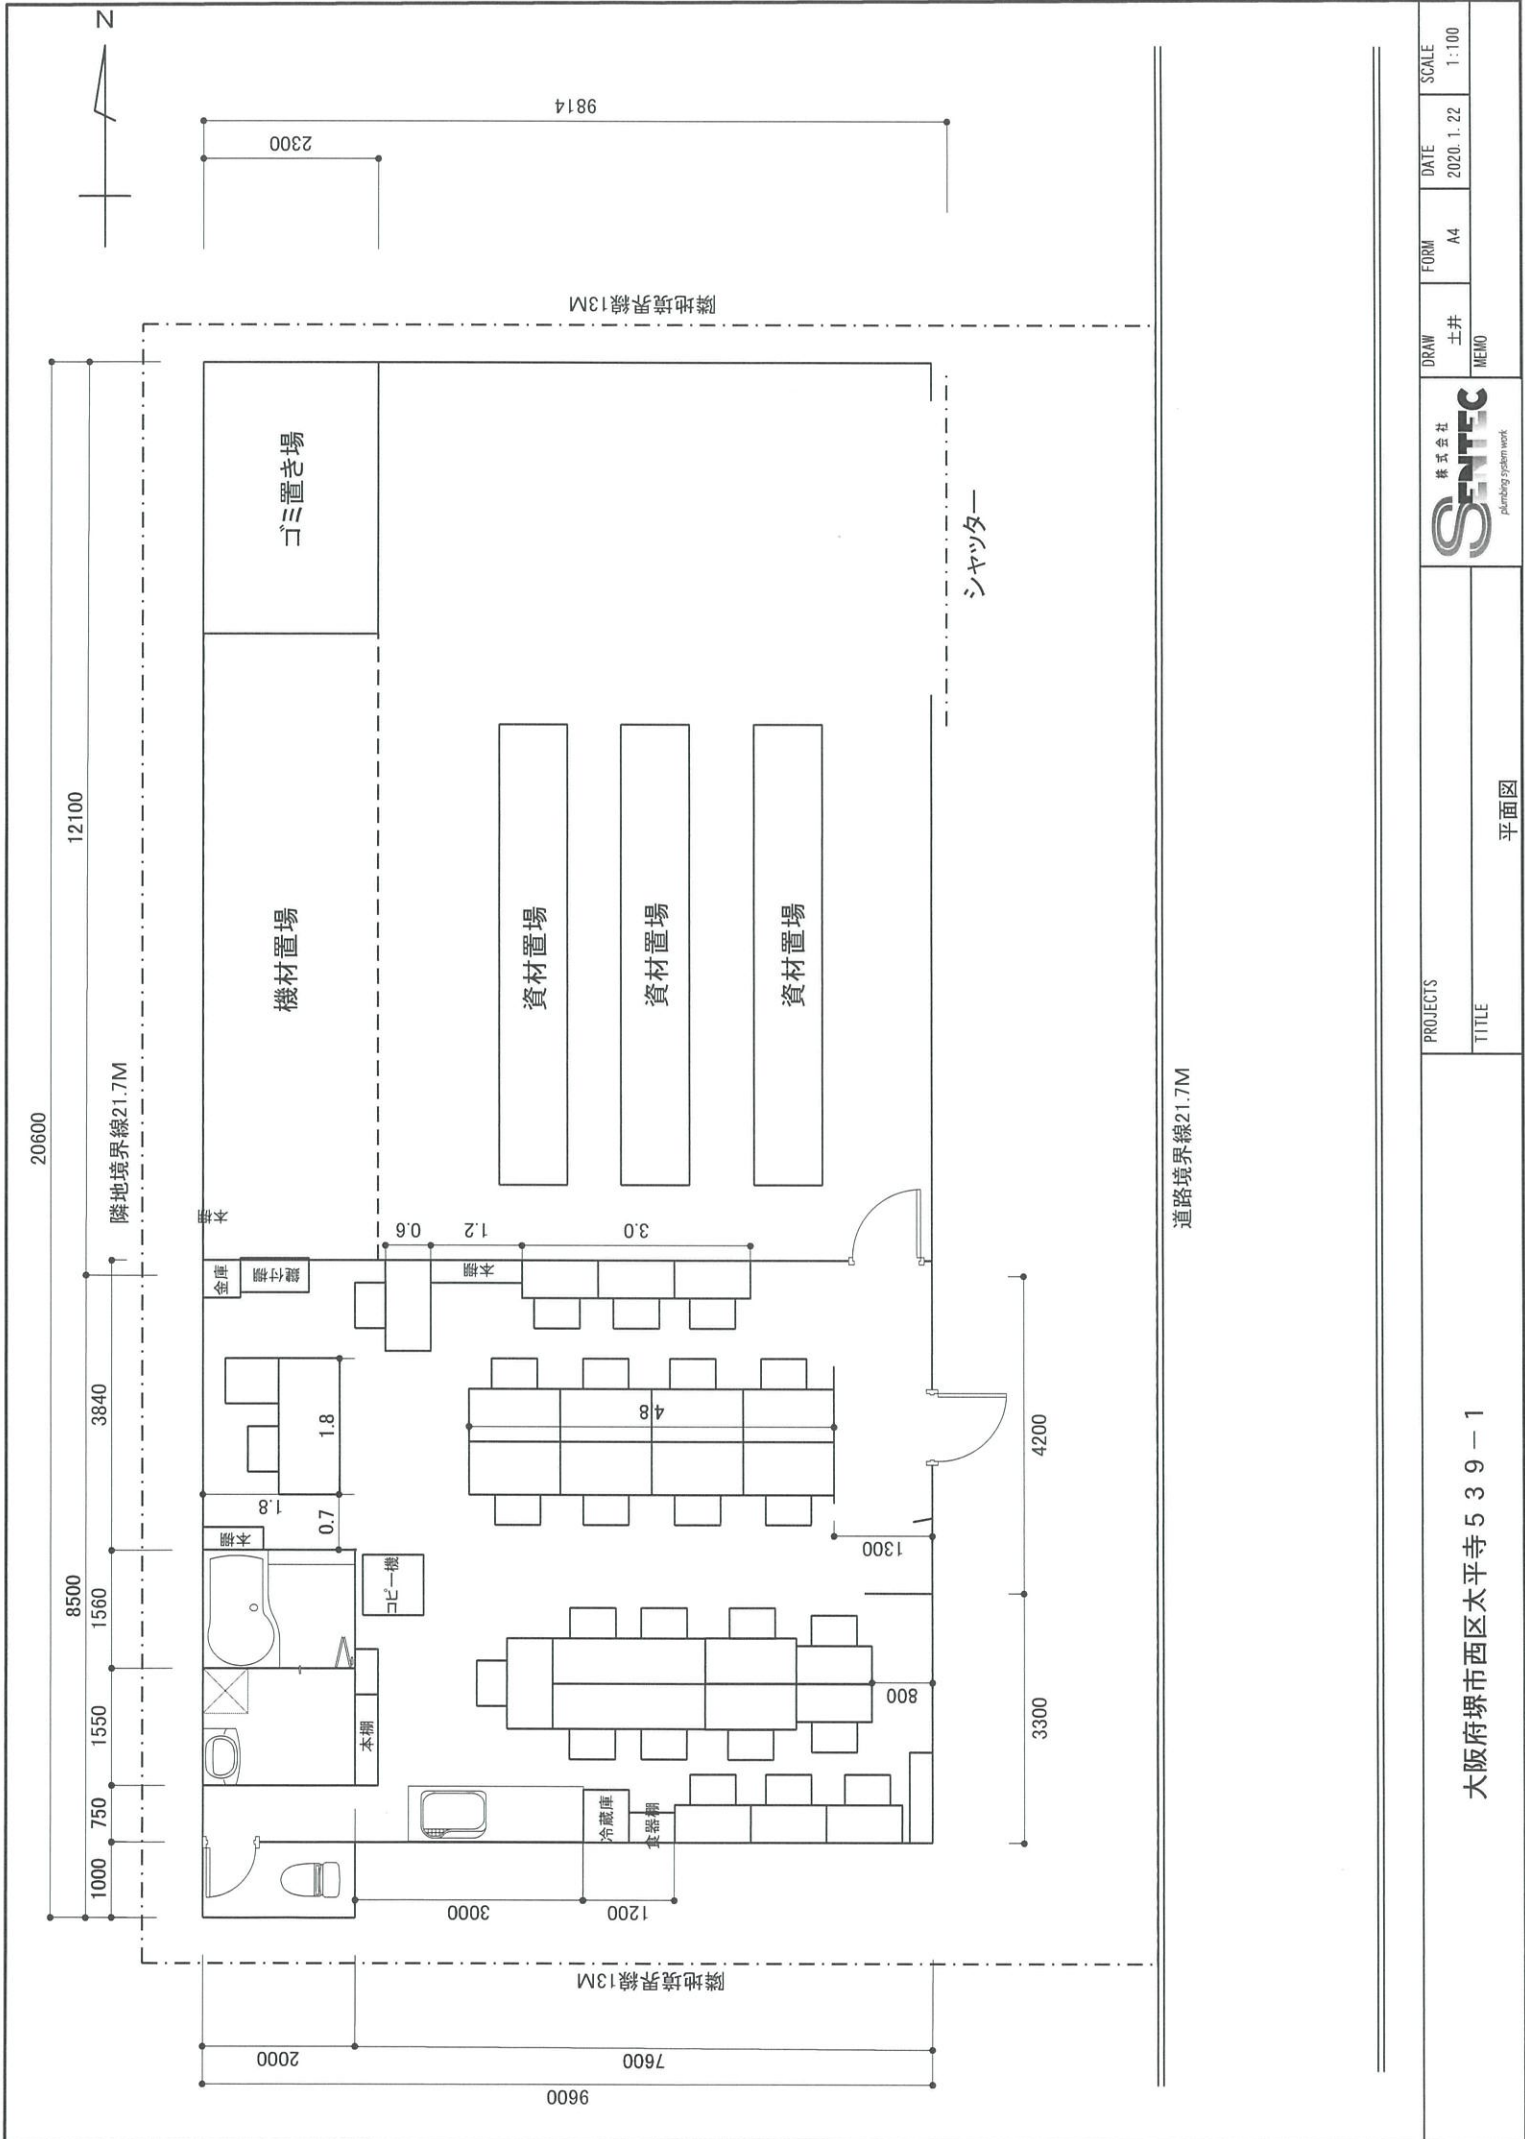 N
20600
12100
8500
3840
1560
1550
750
1000
隣地境界線21.7M
9814
2300
隣地境界線13M
ゴミ置き場
機材置場
資材置場
資材置場
資材置場
シャッター
本棚
金庫
鍵付棚
0.6
1.2
本棚
3.0
1.8
1.8
0.7
本棚
4.8
1300
コピー機
本棚
800
冷蔵庫
食器棚
4200
3300
3000
1200
隣地境界線13M
2000
7600
9600
道路境界線21.7M
大阪府堺市西区太平寺539-1
PROJECTS
TITLE
平面図
株式会社
SENTEC
plumbing system work
DRAW
土井
FORM
A4
DATE
2020.1.22
SCALE
1:100
MEMO